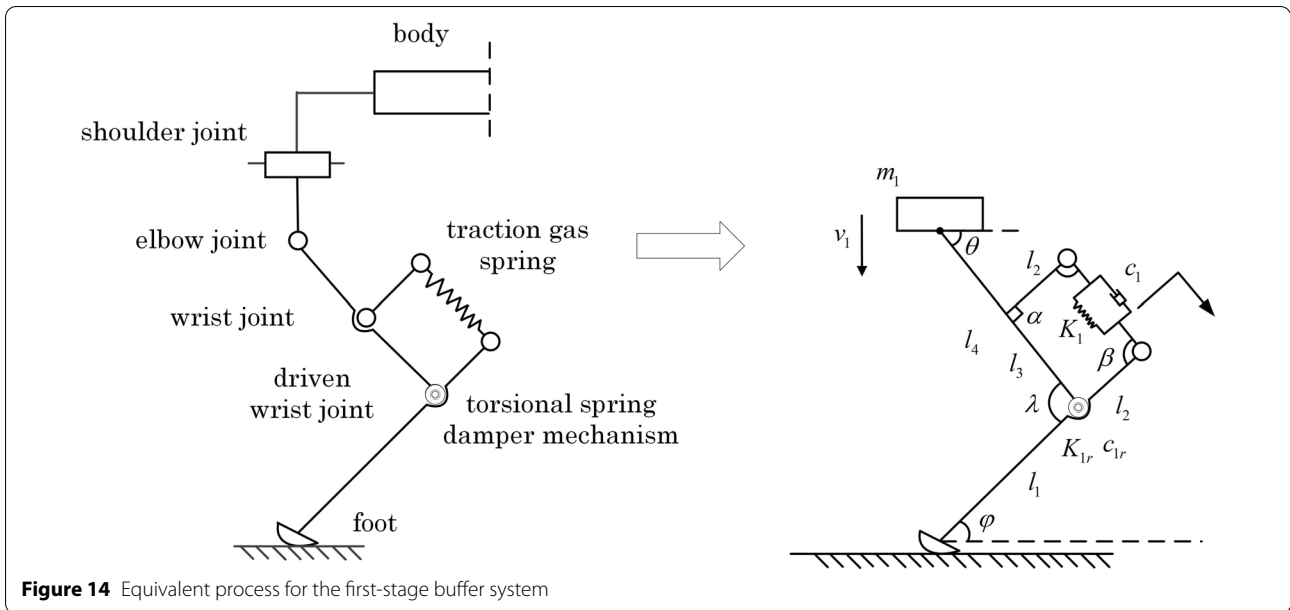 body
shoulder joint
elbow joint
traction gas
spring
wrist joint
driven
wrist joint
torsional spring
damper mechanism
foot
m₁
v₁
θ
l₂
c₁
α
K₁
l₄
l₃
β
λ
l₂
K₁ᵣ c₁ᵣ
l₁
φ
Figure 14 Equivalent process for the first-stage buffer system